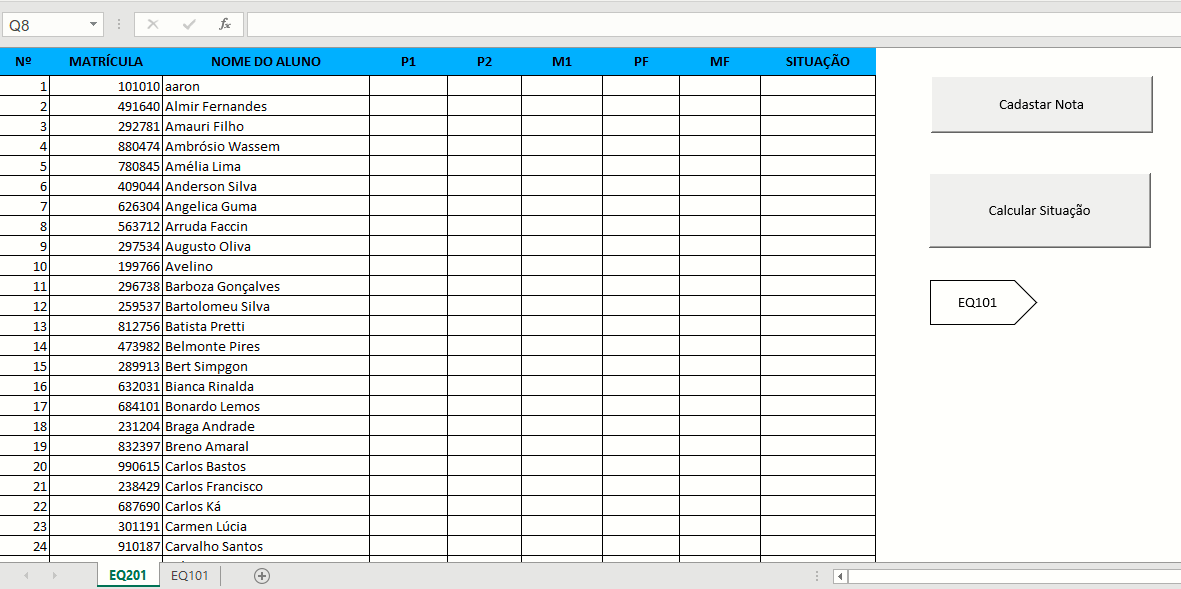 Q8
fx
Nº MATRÍCULA NOME DO ALUNO P1 P2 M1 PF MF SITUAÇÃO
1 101010 aaron
2 491640 Almir Fernandes
3 292781 Amauri Filho
4 880474 Ambrósio Wassem
5 780845 Amélia Lima
6 409044 Anderson Silva
7 626304 Angelica Guma
8 563712 Arruda Faccin
9 297534 Augusto Oliva
10 199766 Avelino
11 296738 Barboza Gonçalves
12 259537 Bartolomeu Silva
13 812756 Batista Pretti
14 473982 Belmonte Pires
15 289913 Bert Simpgon
16 632031 Bianca Rinalda
17 684101 Bonardo Lemos
18 231204 Braga Andrade
19 832397 Breno Amaral
20 990615 Carlos Bastos
21 238429 Carlos Francisco
22 687690 Carlos Ká
23 301191 Carmen Lúcia
24 910187 Carvalho Santos
Cadastar Nota
Calcular Situação
EQ101
EQ201 EQ101